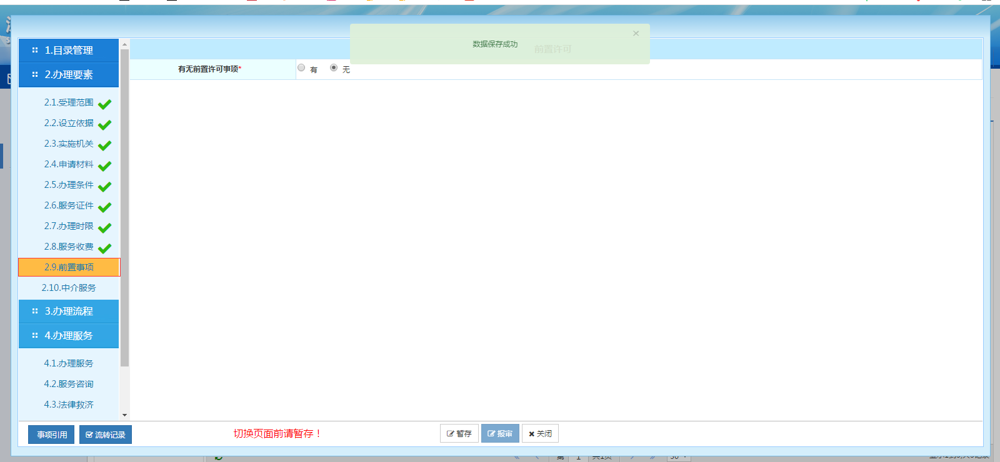 数据保存成功
×
前置许可
1.目录管理
2.办理要素
有无前置许可事项*
有
无
2.1.受理范围
2.2.设立依据
2.3.实施机关
2.4.申请材料
2.5.办理条件
2.6.服务证件
2.7.办理时限
2.8.服务收费
2.9.前置事项
2.10.中介服务
3.办理流程
4.办理服务
4.1.办理服务
4.2.服务咨询
4.3.法律救济
事项引用
流转记录
切换页面前请暂存！
暂存
报审
关闭
第 1 共1页